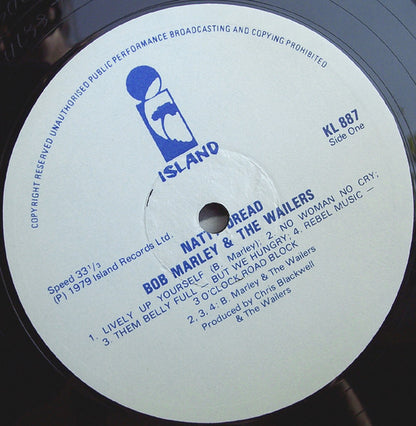 COPYRIGHT RESERVED UNAUTHORISED PUBLIC PERFORMANCE BROADCASTING AND COPYING PROHIBITED
ISLAND
KL 887
Side One
Speed 33 1/3
(P) 1979 Island Records Ltd.
NATTY DREAD
BOB MARLEY & THE WAILERS
1. LIVELY UP YOURSELF (B. Marley); 2. NO WOMAN NO CRY;
3. THEM BELLY FULL — BUT WE HUNGRY; 4. REBEL MUSIC —
3 O'CLOCK ROAD BLOCK
2, 3, 4: B. Marley & The Wailers
Produced by Chris Blackwell
& The Wailers